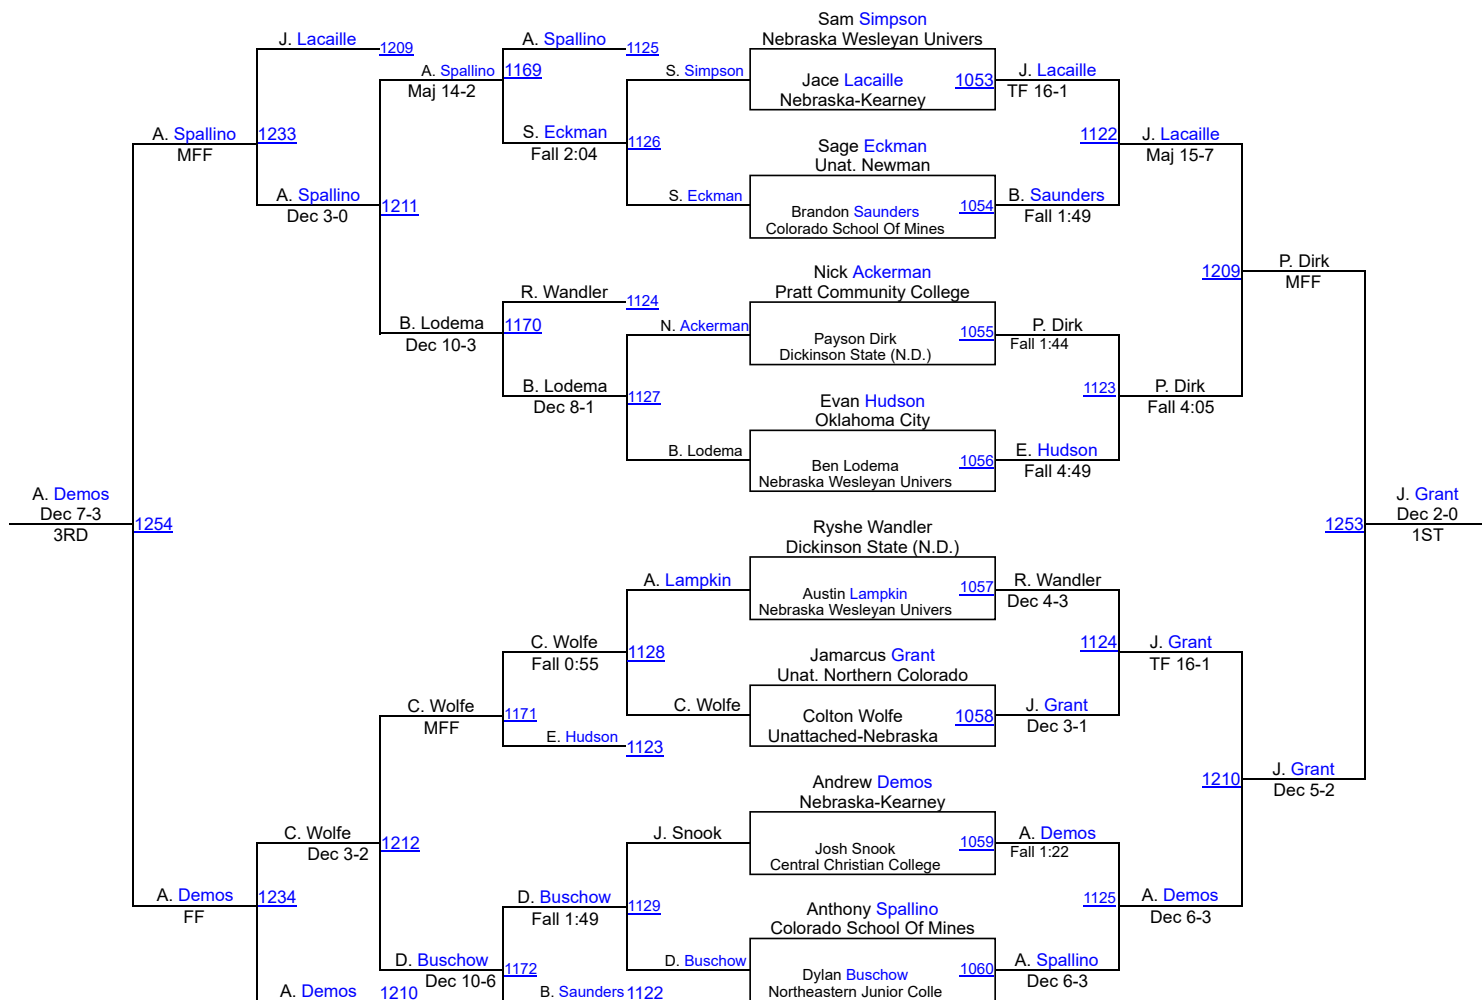 Sam Simpson
J. Lacaille
1209
A. Spallino
1125
Nebraska Wesleyan Univers
A. Spallino
1169
S. Simpson
Jace Lacaille
1053
J. Lacaille
Maj 14-2
Nebraska-Kearney
TF 16-1
A. Spallino
1233
S. Eckman
1126
1122
J. Lacaille
MFF
Fall 2:04
Sage Eckman
Maj 15-7
Unat. Newman
A. Spallino
1211
S. Eckman
Brandon Saunders
1054
B. Saunders
Dec 3-0
Colorado School Of Mines
Fall 1:49
Nick Ackerman
1209
P. Dirk
Pratt Community College
MFF
R. Wandler
1124
B. Lodema
1170
N. Ackerman
Payson Dirk
1055
P. Dirk
Dec 10-3
Dickinson State (N.D.)
Fall 1:44
B. Lodema
1127
1123
P. Dirk
Dec 8-1
Evan Hudson
Fall 4:05
Oklahoma City
B. Lodema
Ben Lodema
1056
E. Hudson
Nebraska Wesleyan Univers
Fall 4:49
A. Demos
J. Grant
Dec 7-3
1254
1253
Dec 2-0
3RD
1ST
Ryshe Wandler
Dickinson State (N.D.)
A. Lampkin
Austin Lampkin
1057
R. Wandler
Nebraska Wesleyan Univers
Dec 4-3
C. Wolfe
1128
1124
J. Grant
Fall 0:55
Jamarcus Grant
TF 16-1
Unat. Northern Colorado
C. Wolfe
1171
C. Wolfe
Colton Wolfe
1058
J. Grant
MFF
Unattached-Nebraska
Dec 3-1
E. Hudson
1123
Andrew Demos
1210
J. Grant
Nebraska-Kearney
Dec 5-2
C. Wolfe
1212
J. Snook
Josh Snook
1059
A. Demos
Dec 3-2
Central Christian College
Fall 1:22
A. Demos
1234
D. Buschow
1129
1125
A. Demos
FF
Fall 1:49
Anthony Spallino
Dec 6-3
Colorado School Of Mines
D. Buschow
1172
D. Buschow
Dylan Buschow
1060
A. Spallino
Dec 10-6
Northeastern Junior Colle
Dec 6-3
A. Demos
1210
B. Saunders
1122